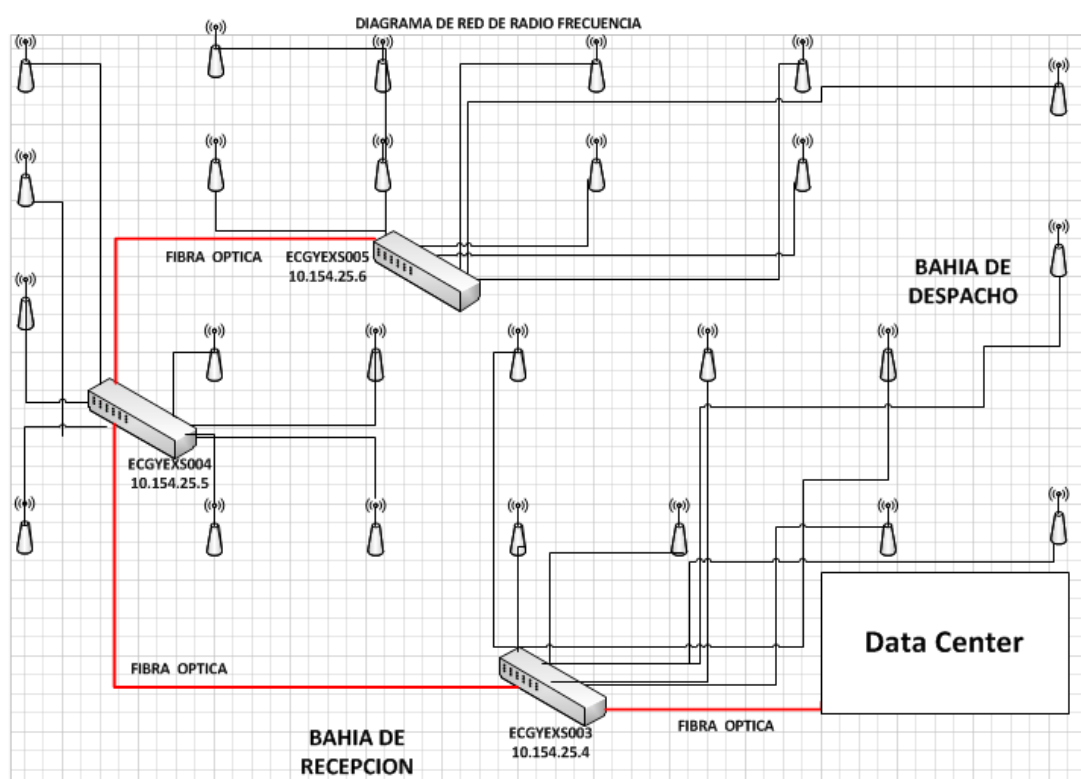 DIAGRAMA DE RED DE RADIO FRECUENCIA
FIBRA OPTICA
ECGYEXS005
10.154.25.6
BAHIA DE
DESPACHO
ECGYEXS004
10.154.25.5
FIBRA OPTICA
Data Center
ECGYEXS003
10.154.25.4
FIBRA OPTICA
BAHIA DE
RECEPCION